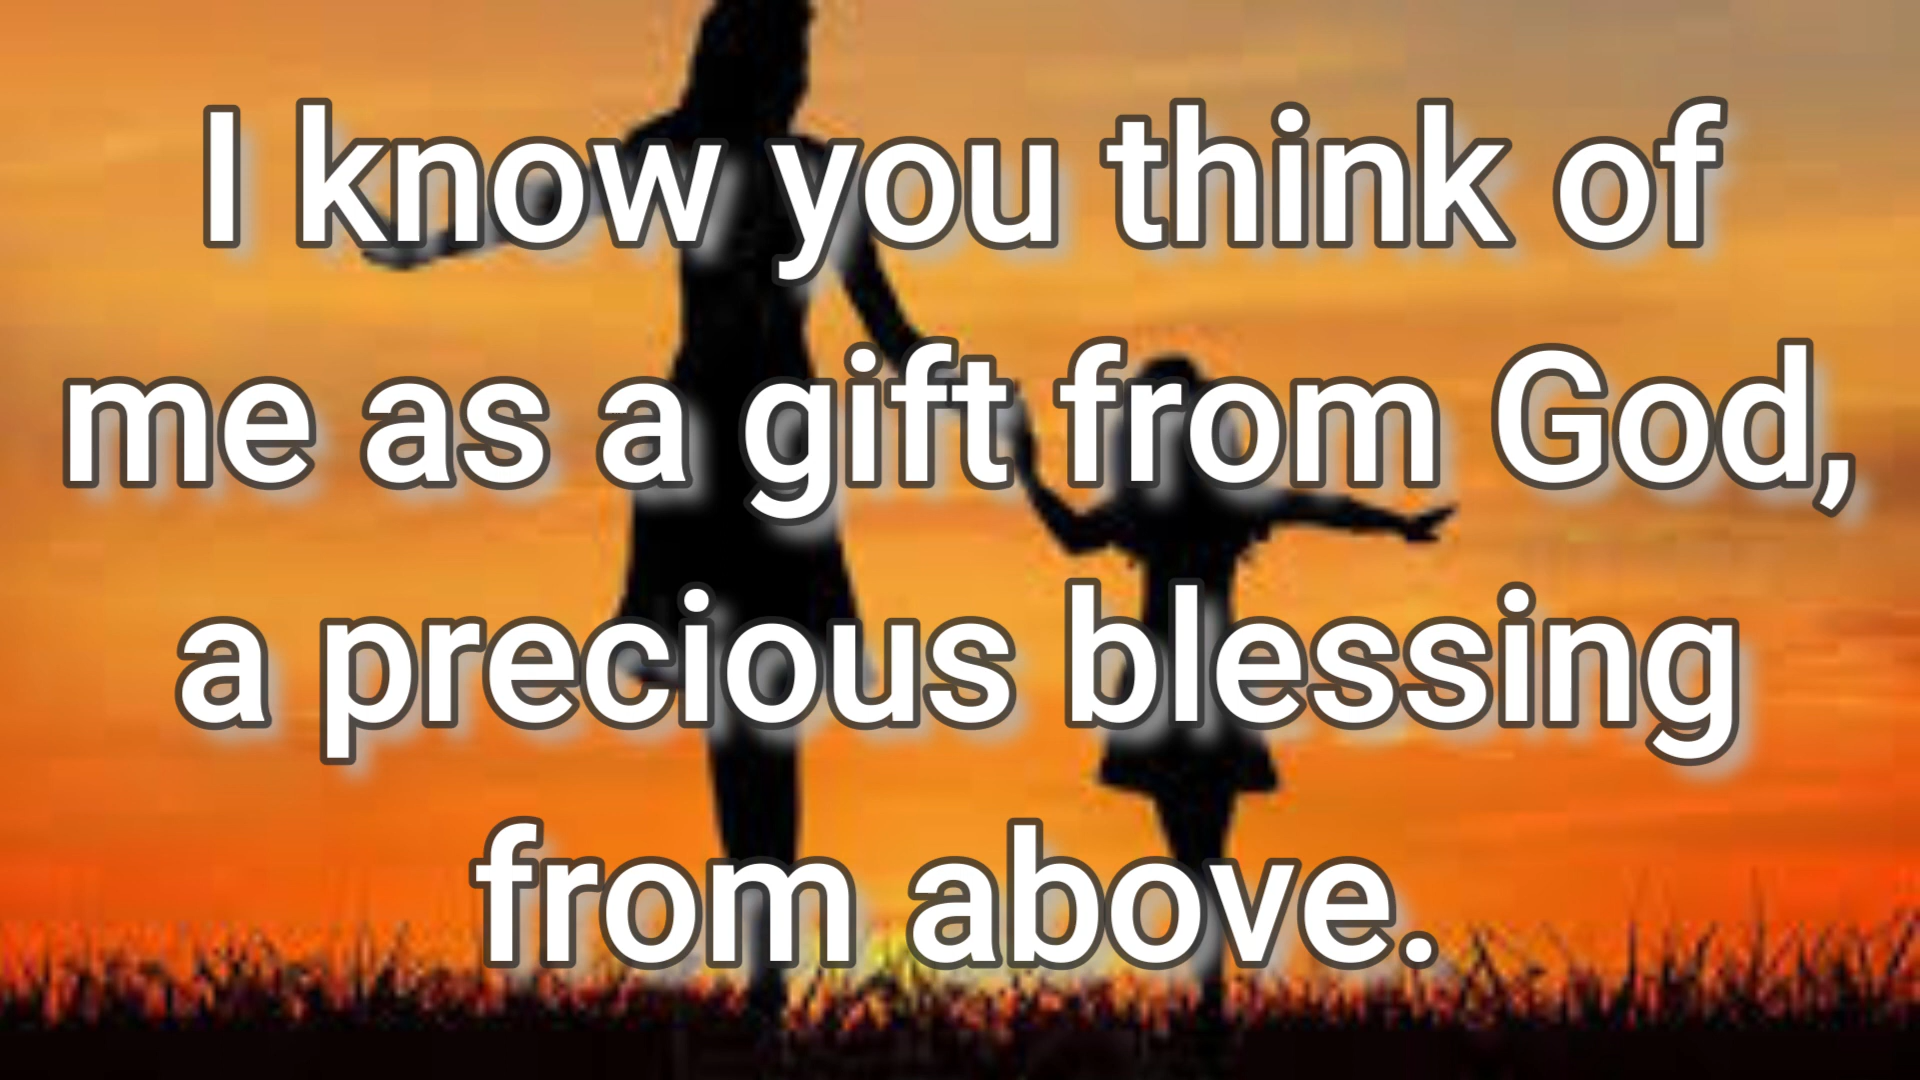 I know you think of
me as a gift from God,
a precious blessing
from above.